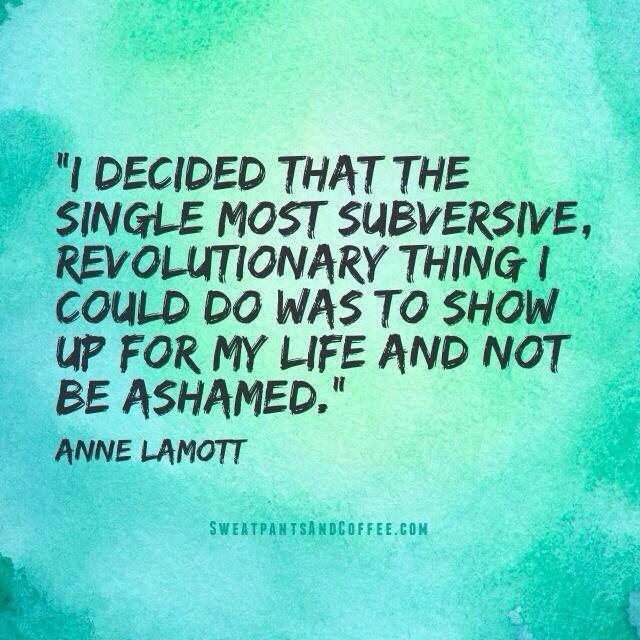 "I DECIDED THAT THE
SINGLE MOST SUBVERSIVE,
REVOLUTIONARY THING I
COULD DO WAS TO SHOW
UP FOR MY LIFE AND NOT
BE ASHAMED."
ANNE LAMOTT
SWEATPANTSANDCOFFEE.COM